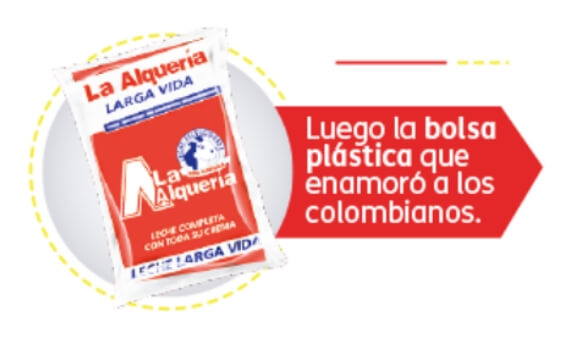 La Alquería
LARGA VIDA
La
Alquería
LECHE COMPLETA
CON TODA SU CREMA
LECHE LARGA VIDA
Luego la bolsa
plástica que
enamoró a los
colombianos.